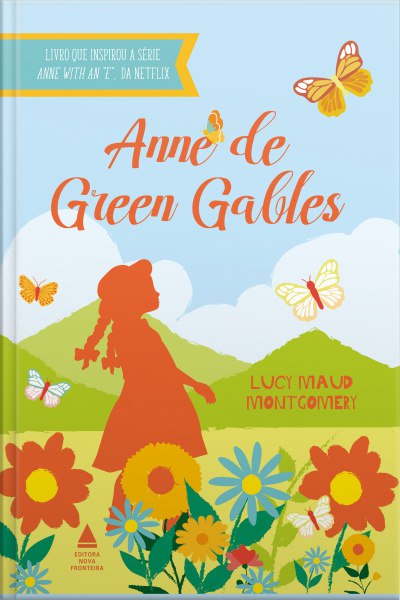 LIVRO QUE INSPIROU A SÉRIE
ANNE WITH AN "E", DA NETFLIX
Anne de
Green Gables
LUCY MAUD
MONTGOMERY
EDITORA
NOVA
FRONTEIRA